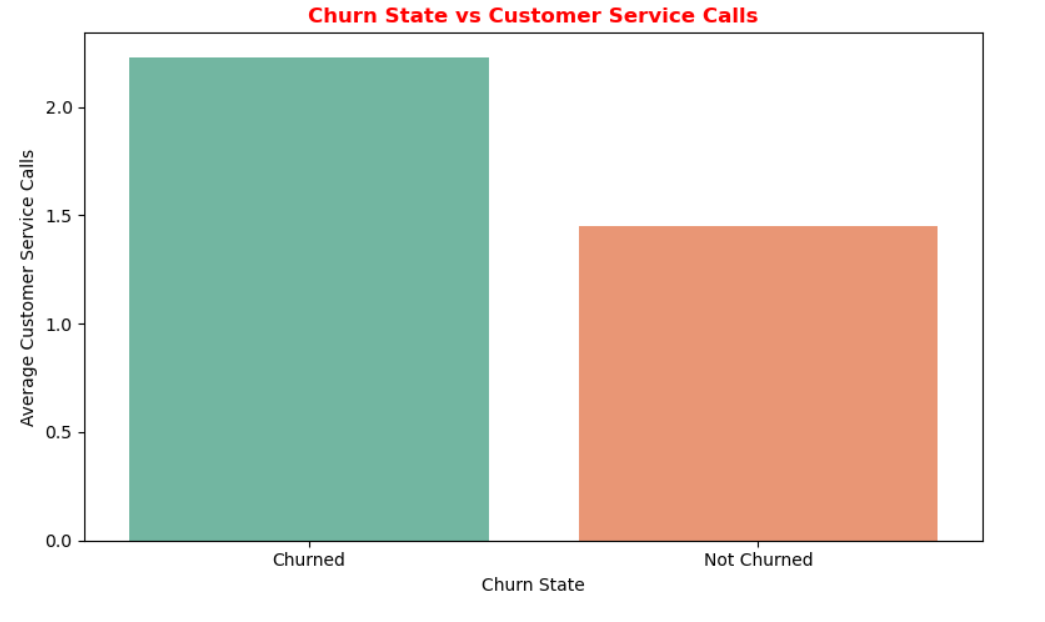 Churn State vs Customer Service Calls
Average Customer Service Calls
2.0
1.5
1.0
0.5
0.0
Churned
Not Churned
Churn State